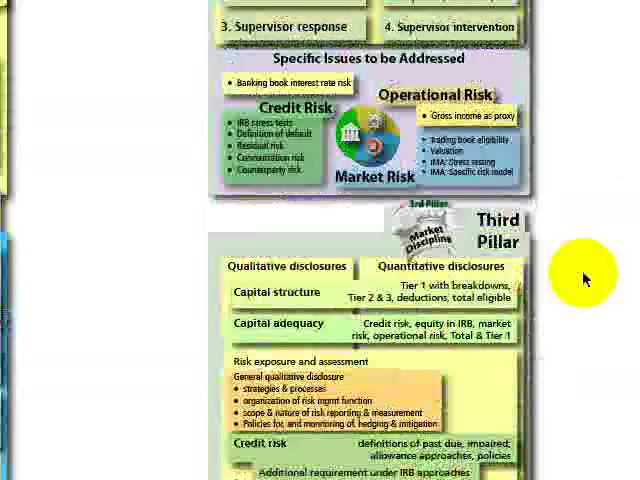 3. Supervisor response
4. Supervisor intervention
Specific Issues to be Addressed
• Banking book interest rate risk
Credit Risk
• IRB stress tests
• Definition of default
• Residual risk
• Concentration risk
• Counterparty risk
Operational Risk
• Gross income as proxy
• Trading book eligibility
• Valuation
• IMA: Stress testing
• IMA: Specific risk model
Market Risk
3rd Pillar
Market
Discipline
Third
Pillar
Qualitative disclosures
Quantitative disclosures
Capital structure
Tier 1 with breakdowns,
Tier 2 & 3, deductions, total eligible
Capital adequacy
Credit risk, equity in IRB, market
risk, operational risk, Total & Tier 1
Risk exposure and assessment
General qualitative disclosure
• strategies & processes
• organization of risk mgmt function
• scope & nature of risk reporting & measurement
• Policies for, and monitoring of, hedging & mitigation
Credit risk
definitions of past due, impaired,
allowance approaches, policies
Additional requirement under IRB approaches